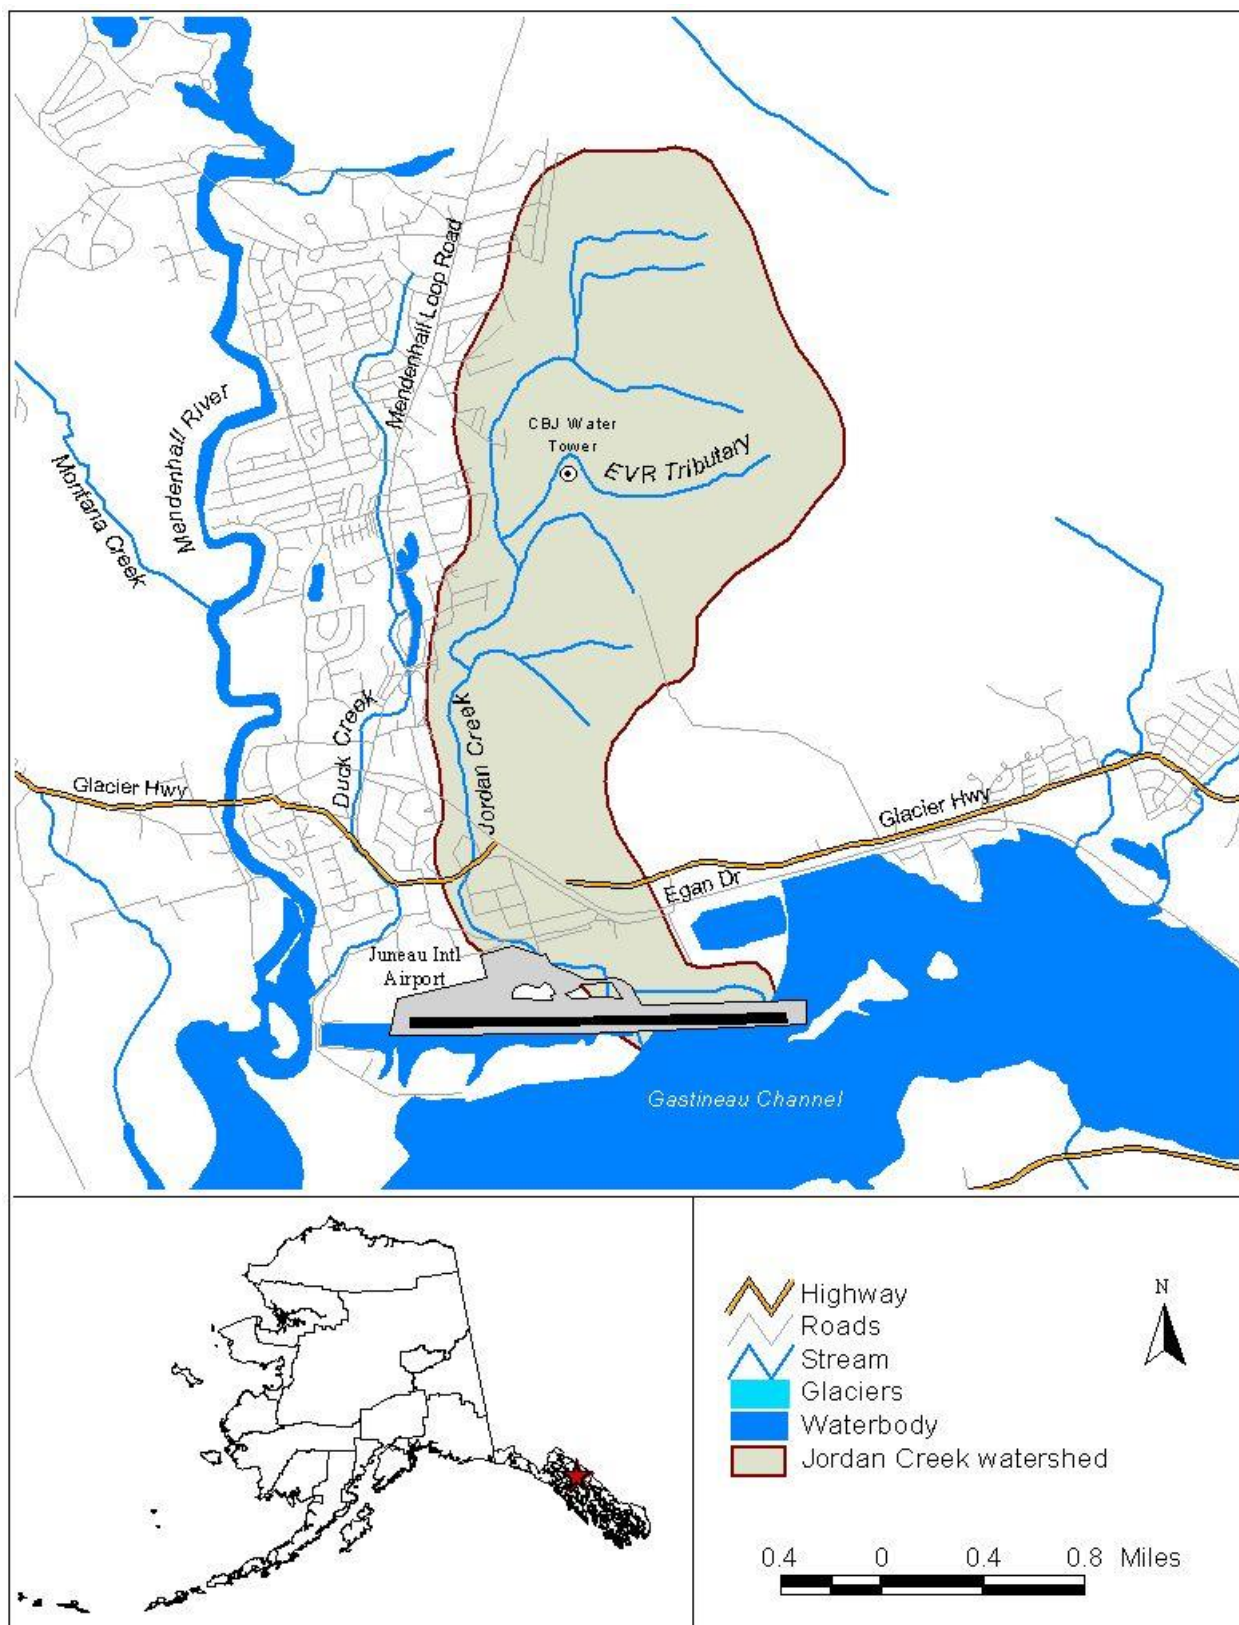 Mendenhall Loop Road
Mendenhall River
Montana Creek
CBJ Water
Tower
EVR Tributary
Duck Creek
Jordan Creek
Glacier Hwy
Glacier Hwy
Egan Dr
Juneau Intl
Airport
Gastineau Channel
Highway
Roads
Stream
Glaciers
Waterbody
Jordan Creek watershed
N
0.4 0 0.4 0.8 Miles